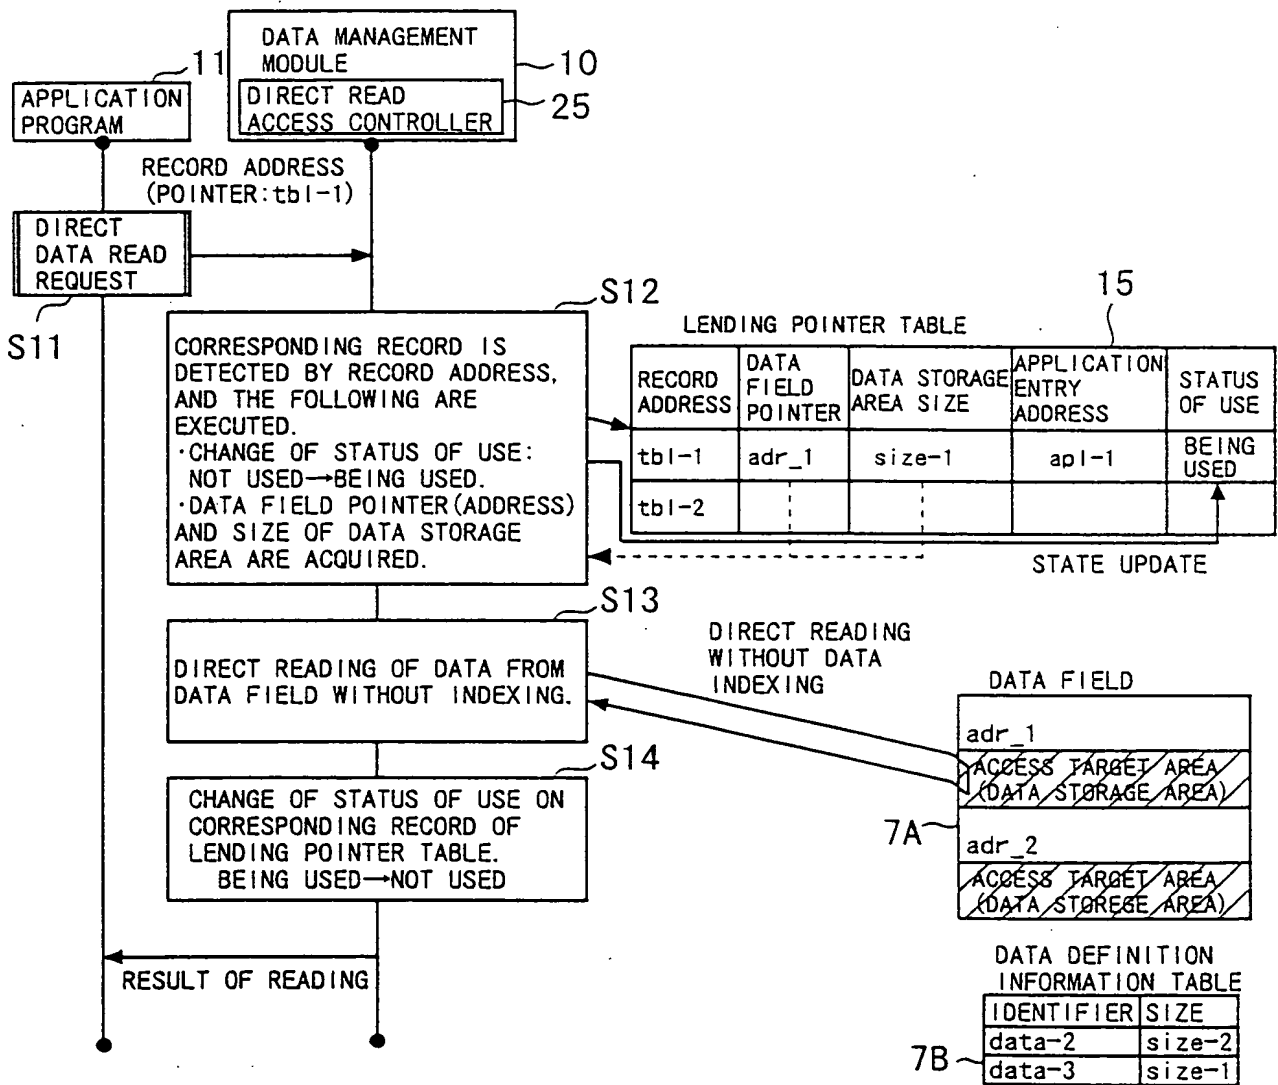 DATA MANAGEMENT
MODULE
10
11
DIRECT READ
ACCESS CONTROLLER
25
APPLICATION
PROGRAM
RECORD ADDRESS
(POINTER:tbl-1)
DIRECT
DATA READ
REQUEST
S11
S12
CORRESPONDING RECORD IS
DETECTED BY RECORD ADDRESS,
AND THE FOLLOWING ARE
EXECUTED.
·CHANGE OF STATUS OF USE:
NOT USED→BEING USED.
·DATA FIELD POINTER(ADDRESS)
AND SIZE OF DATA STORAGE
AREA ARE ACQUIRED.
15
LENDING POINTER TABLE
RECORD ADDRESS
DATA FIELD POINTER
DATA STORAGE AREA SIZE
APPLICATION ENTRY ADDRESS
STATUS OF USE
tbl-1 adr_1 size-1 apl-1 BEING USED
tbl-2
STATE UPDATE
S13
DIRECT READING OF DATA FROM
DATA FIELD WITHOUT INDEXING.
DIRECT READING
WITHOUT DATA
INDEXING
DATA FIELD
adr_1
ACCESS TARGET AREA
(DATA STORAGE AREA)
7A
adr_2
ACCESS TARGET AREA
(DATA STOREGE AREA)
S14
CHANGE OF STATUS OF USE ON
CORRESPONDING RECORD OF
LENDING POINTER TABLE.
BEING USED→NOT USED
RESULT OF READING
DATA DEFINITION
INFORMATION TABLE
IDENTIFIER SIZE
data-2 size-2
7B
data-3 size-1